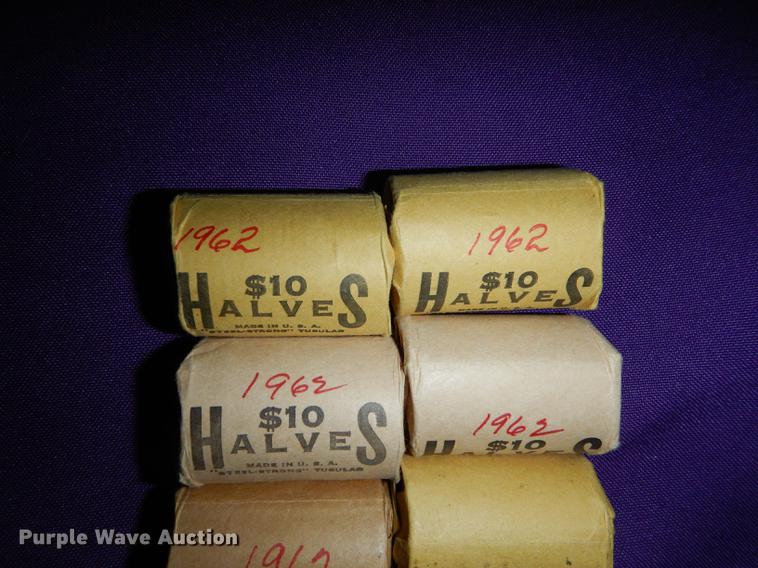 1962
$10
HALVES
MADE IN U. S. A.
"STEEL-STRONG" TUBULAR
1962
$10
HALVES
1962
$10
HALVES
MADE IN U. S. A.
"STEEL-STRONG" TUBULAR
1962
$10
HALVES
Purple Wave Auction